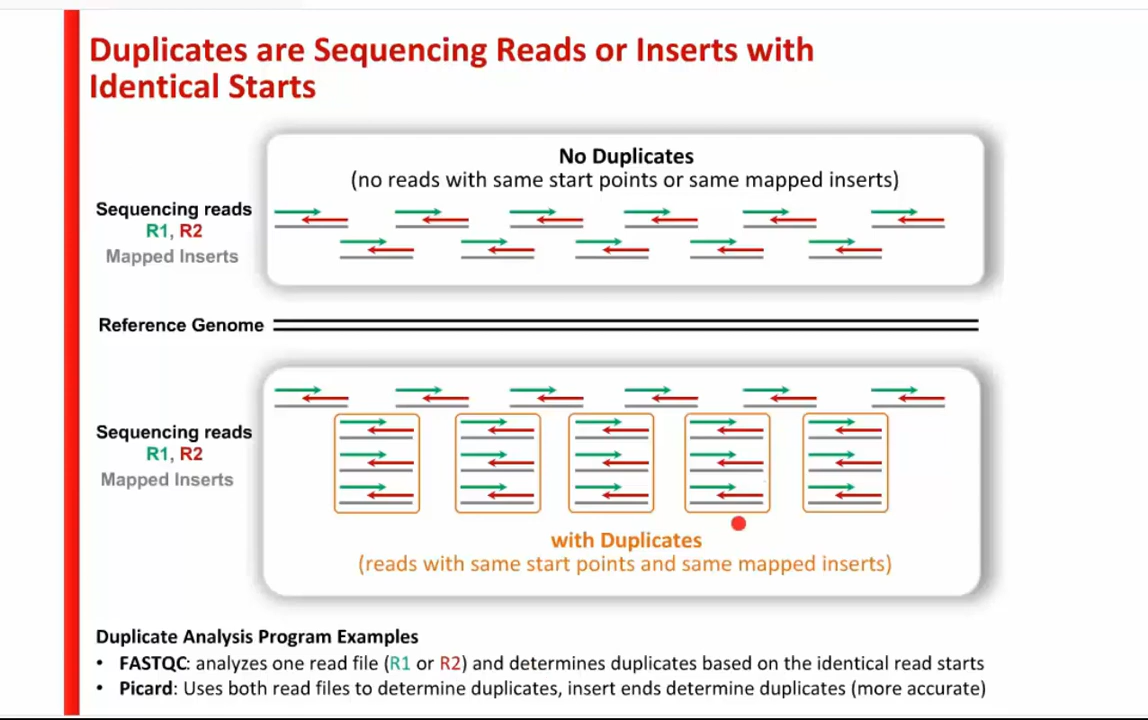 Duplicates are Sequencing Reads or Inserts with
Identical Starts
No Duplicates
(no reads with same start points or same mapped inserts)
Sequencing reads
R1, R2
Mapped Inserts
Reference Genome
Sequencing reads
R1, R2
Mapped Inserts
with Duplicates
(reads with same start points and same mapped inserts)
Duplicate Analysis Program Examples
• FASTQC: analyzes one read file (R1 or R2) and determines duplicates based on the identical read starts
• Picard: Uses both read files to determine duplicates, insert ends determine duplicates (more accurate)